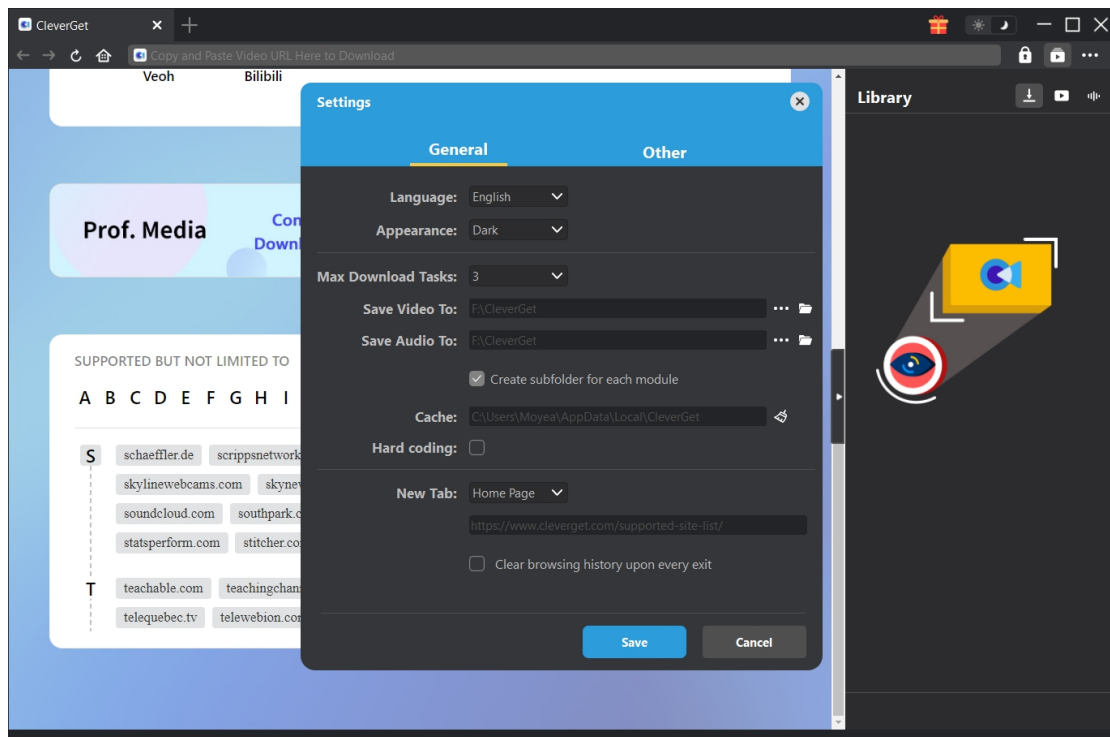 CleverGet
Copy and Paste Video URL Here to Download
Veoh Bilibili
Prof. Media
SUPPORTED BUT NOT LIMITED TO
A B C D E F G H I
S
schaeffler.de
skylinewebcams.com
soundcloud.com
statsperform.com
T
teachable.com
telequebec.tv
Settings
General Other
Language: English
Appearance: Dark
Max Download Tasks: 3
Save Video To: F:\CleverGet
Save Audio To: F:\CleverGet
Create subfolder for each module
Cache: C:\Users\Moyea\AppData\Local\CleverGet
Hard coding:
New Tab: Home Page
https://www.cleverget.com/supported-site-list/
Clear browsing history upon every exit
Save Cancel
Library